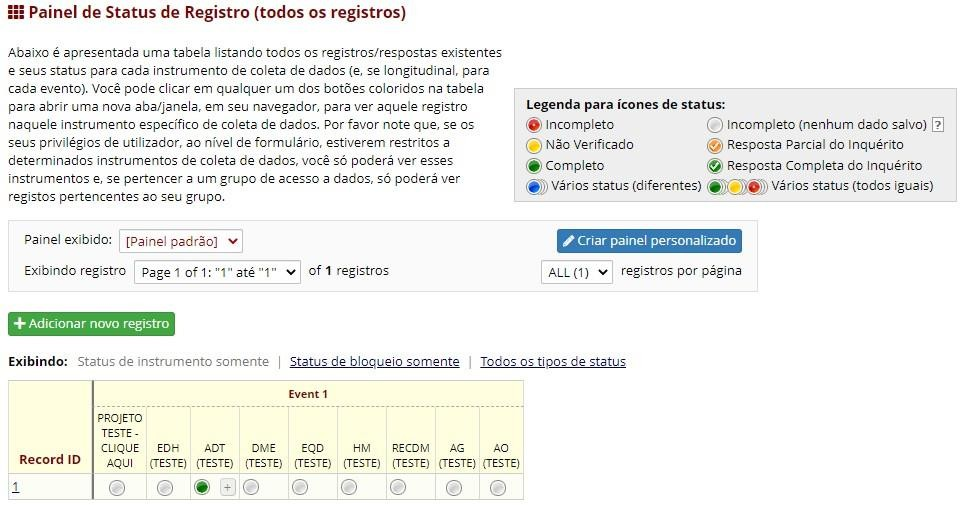 Painel de Status de Registro (todos os registros)
Abaixo é apresentada uma tabela listando todos os registros/respostas existentes
e seus status para cada instrumento de coleta de dados (e, se longitudinal, para
cada evento). Você pode clicar em qualquer um dos botões coloridos na tabela
para abrir uma nova aba/janela, em seu navegador, para ver aquele registro
naquele instrumento específico de coleta de dados. Por favor note que, se os
seus privilégios de utilizador, ao nível de formulário, estiverem restritos a
determinados instrumentos de coleta de dados, você só poderá ver esses
instrumentos e, se pertencer a um grupo de acesso a dados, só poderá ver
registos pertencentes ao seu grupo.
Legenda para ícones de status:
Incompleto
Incompleto (nenhum dado salvo) ?
Não Verificado
Resposta Parcial do Inquérito
Completo
Resposta Completa do Inquérito
Vários status (diferentes)
Vários status (todos iguais)
Painel exibido: [Painel padrão]
Criar painel personalizado
Exibindo registro Page 1 of 1: "1" até "1" of 1 registros
ALL (1) registros por página
+ Adicionar novo registro
Exibindo: Status de instrumento somente | Status de bloqueio somente | Todos os tipos de status
Record ID
Event 1
PROJETO
TESTE -
CLIQUE
AQUI
EDH
(TESTE)
ADT
(TESTE)
DME
(TESTE)
EQD
(TESTE)
HM
(TESTE)
RECDM
(TESTE)
AG
(TESTE)
AO
(TESTE)
1
+